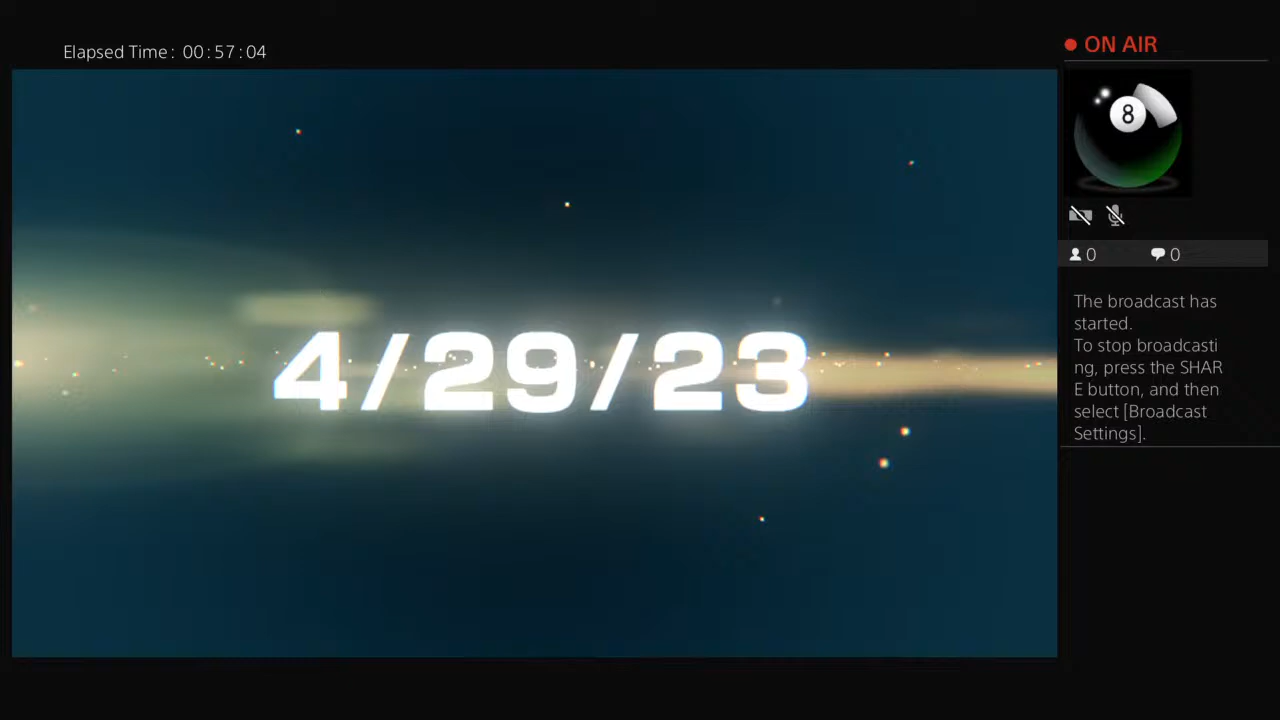 Elapsed Time: 00:57:04
ON AIR
8
4/29/23
0 0
The broadcast has
started.
To stop broadcasti
ng, press the SHAR
E button, and then
select [Broadcast
Settings].